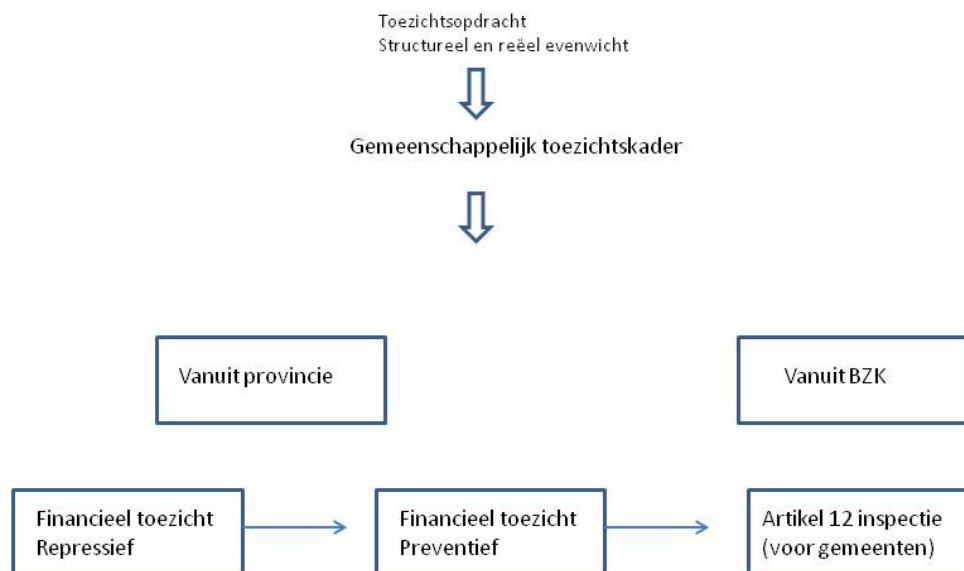 Toezichtsopdracht
Structureel en reëel evenwicht
Gemeenschappelijk toezichtskader
Vanuit provincie
Vanuit BZK
Financieel toezicht
Repressief
Financieel toezicht
Preventief
Artikel 12 inspectie
(voor gemeenten)